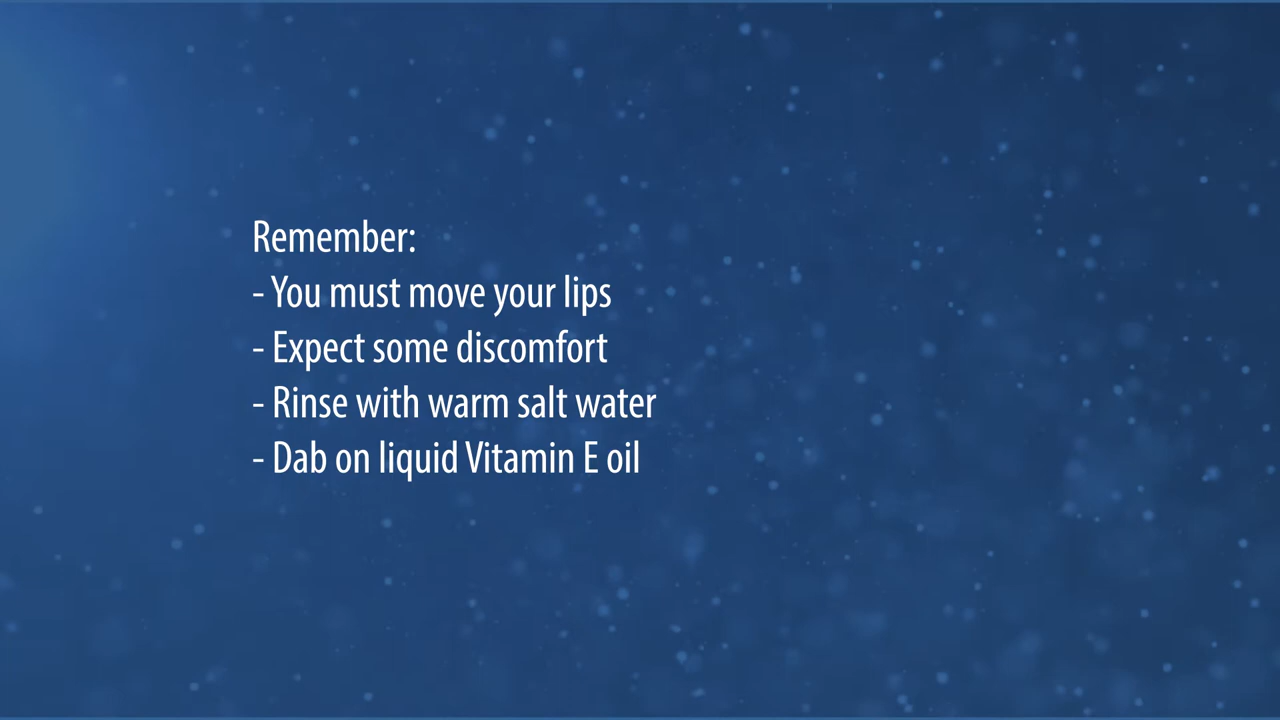 Remember:
- You must move your lips
- Expect some discomfort
- Rinse with warm salt water
- Dab on liquid Vitamin E oil